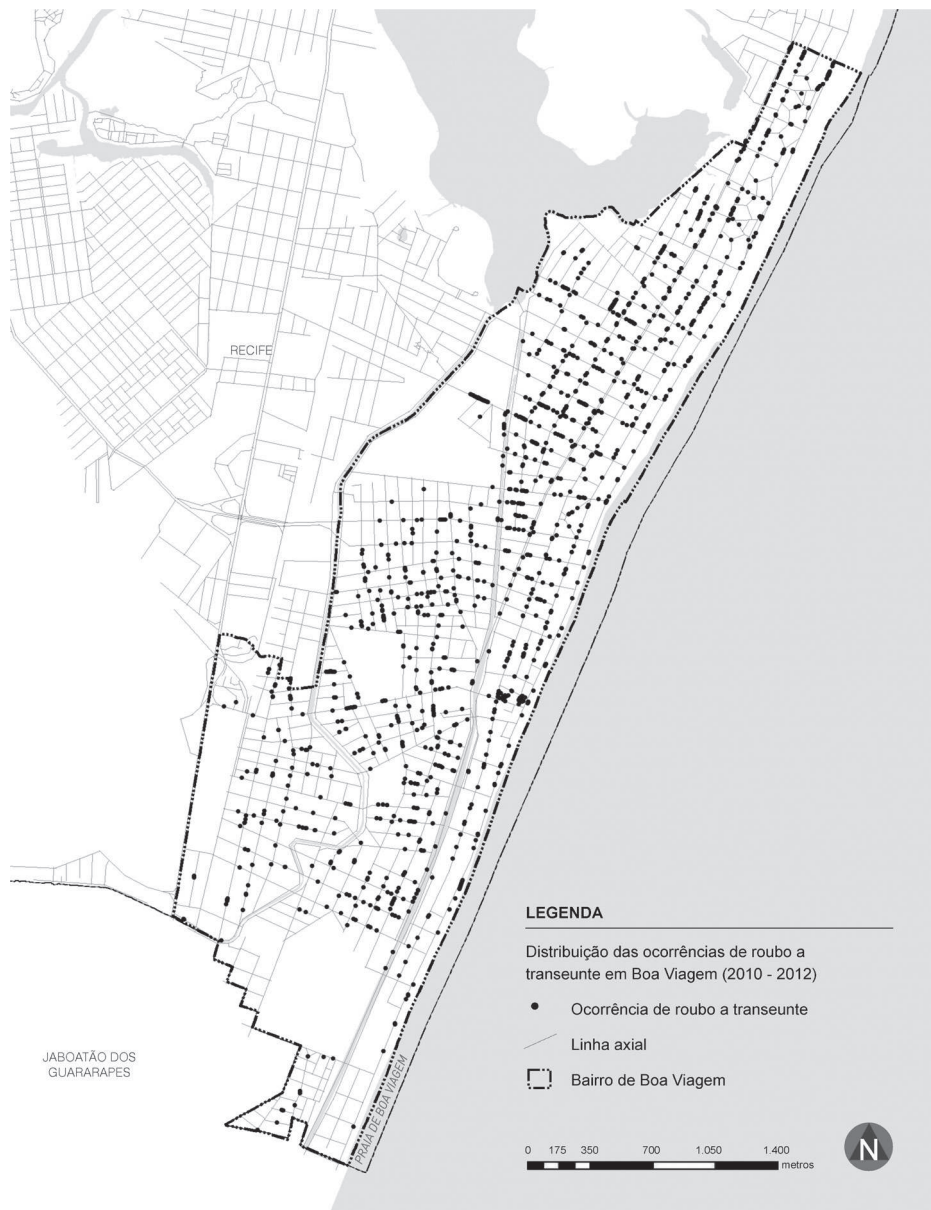 RECIFE
JABOATÃO DOS
GUARARAPES
PRAIA DE BOA VIAGEM
LEGENDA
Distribuição das ocorrências de roubo a
transeunte em Boa Viagem (2010 - 2012)
Ocorrência de roubo a transeunte
Linha axial
Bairro de Boa Viagem
0 175 350 700 1.050 1.400
metros
N